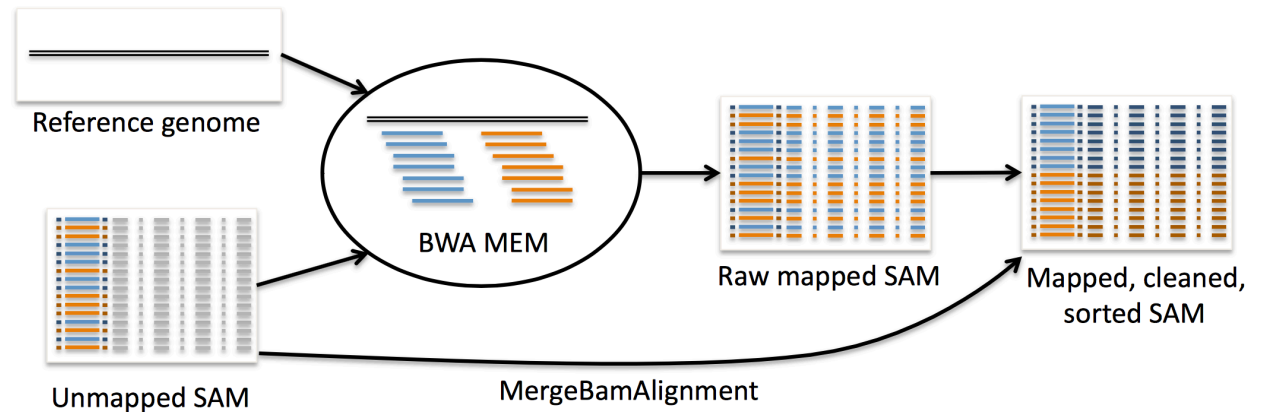 Reference genome
BWA MEM
Unmapped SAM
MergeBamAlignment
Raw mapped SAM
Mapped, cleaned,
sorted SAM